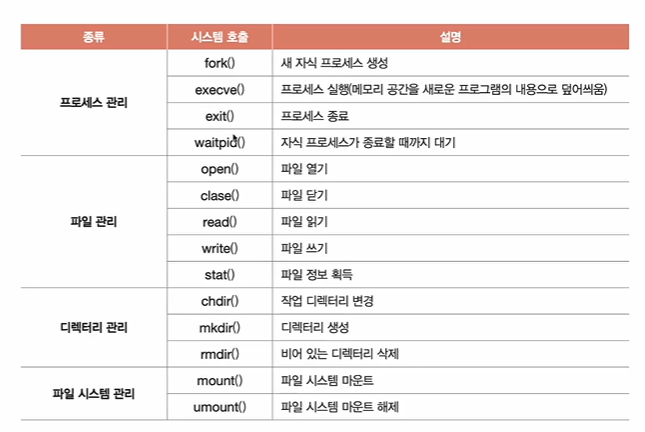 종류 시스템 호출 설명
프로세스 관리
fork() 새 자식 프로세스 생성
execve() 프로세스 실행(메모리 공간을 새로운 프로그램의 내용으로 덮어씌움)
exit() 프로세스 종료
waitpid() 자식 프로세스가 종료할 때까지 대기
파일 관리
open() 파일 열기
clase() 파일 닫기
read() 파일 읽기
write() 파일 쓰기
stat() 파일 정보 획득
디렉터리 관리
chdir() 작업 디렉터리 변경
mkdir() 디렉터리 생성
rmdir() 비어 있는 디렉터리 삭제
파일 시스템 관리
mount() 파일 시스템 마운트
umount() 파일 시스템 마운트 해제